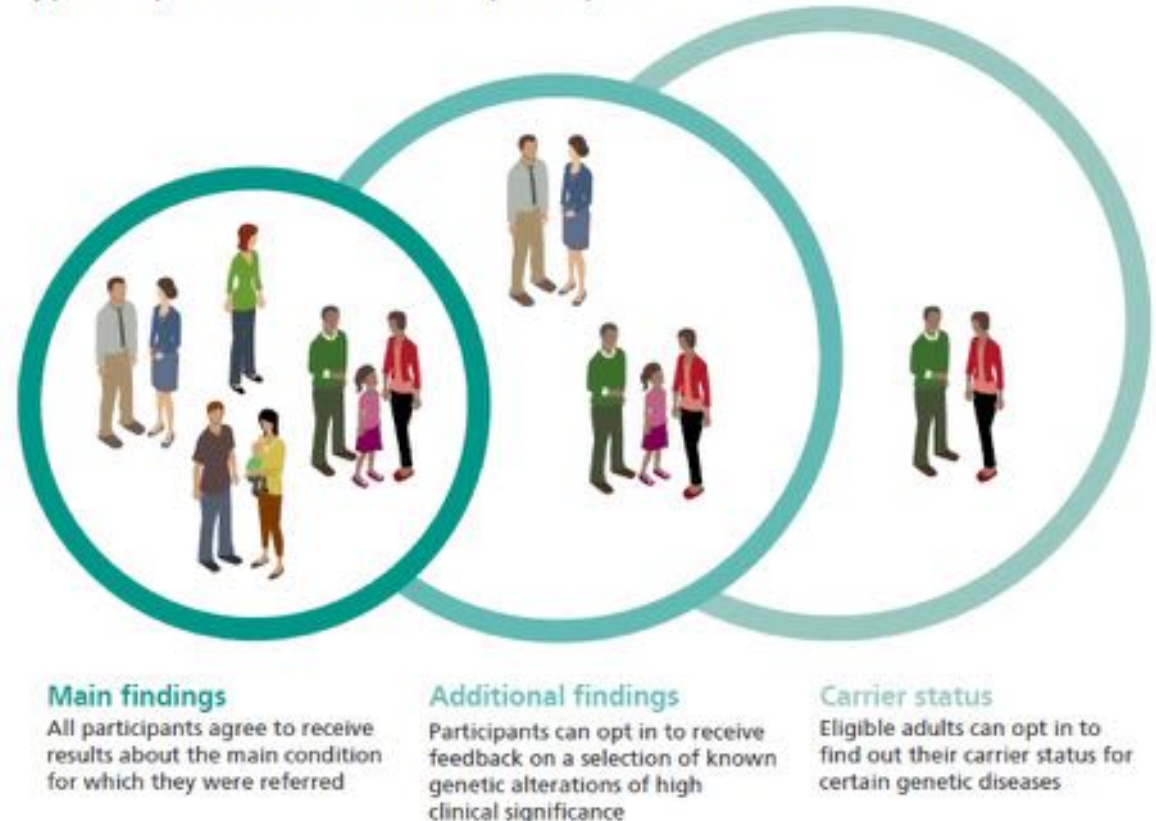 Main findings
All participants agree to receive
results about the main condition
for which they were referred
Additional findings
Participants can opt in to receive
feedback on a selection of known
genetic alterations of high
clinical significance
Carrier status
Eligible adults can opt in to
find out their carrier status for
certain genetic diseases